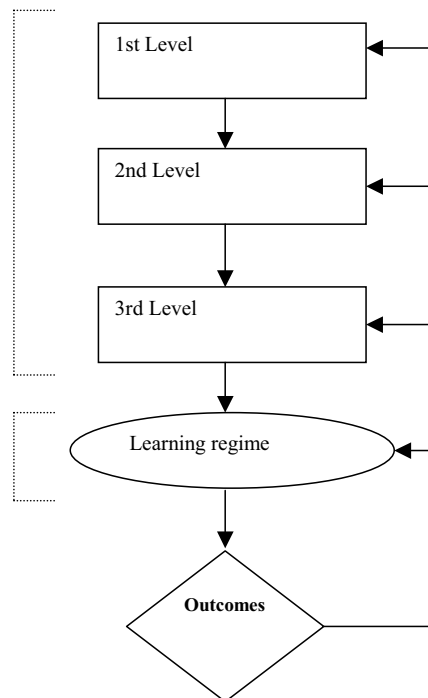 1st Level
2nd Level
3rd Level
Learning regime
Outcomes